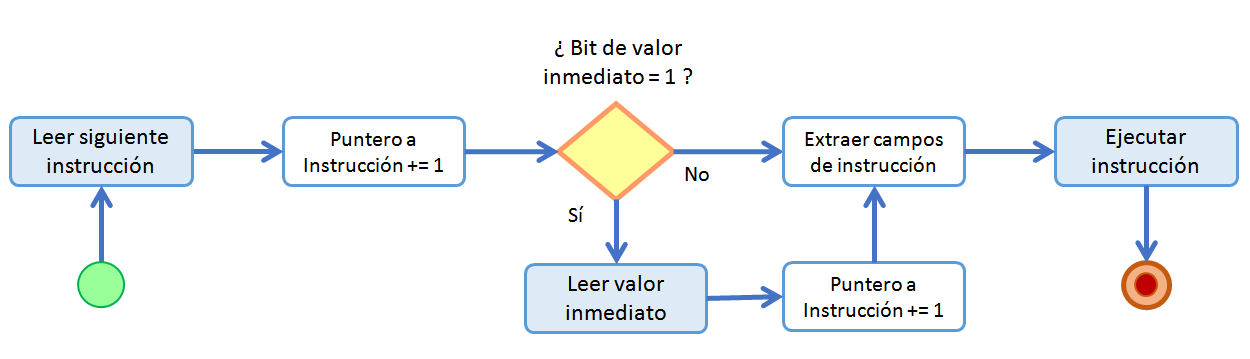 ¿ Bit de valor
inmediato = 1 ?
Leer siguiente
instrucción
Puntero a
Instrucción += 1
No
Extraer campos
de instrucción
Ejecutar
instrucción
Sí
Leer valor
inmediato
Puntero a
Instrucción += 1